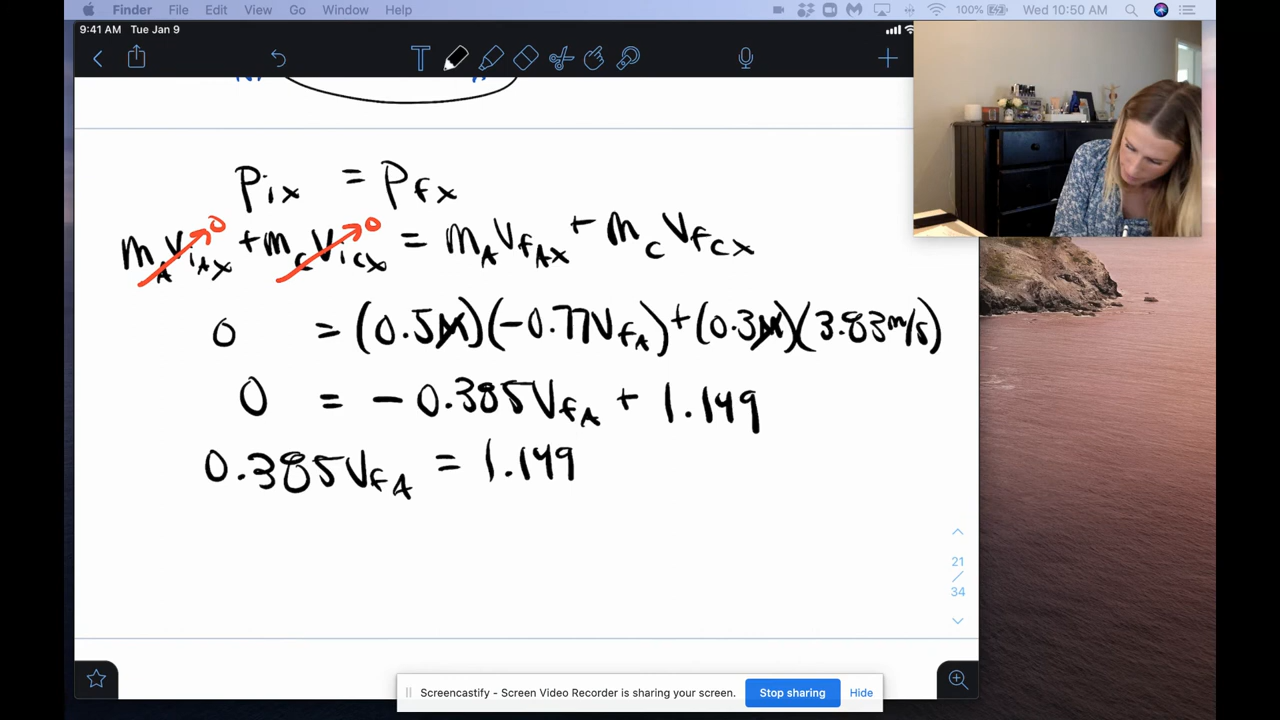 Finder File Edit View Go Window Help 100% Wed 10:50 AM
9:41 AM Tue Jan 9
T
Pix = Pfx
mAViAx + mCViCx = mAVfAx + mCVfCx
0 0
0 = (0.5M)(-0.77VfA) + (0.3M)(3.83m/s)
0 = -0.385VfA + 1.149
0.385VfA = 1.149
21
/
34
Screencastify - Screen Video Recorder is sharing your screen. Stop sharing Hide